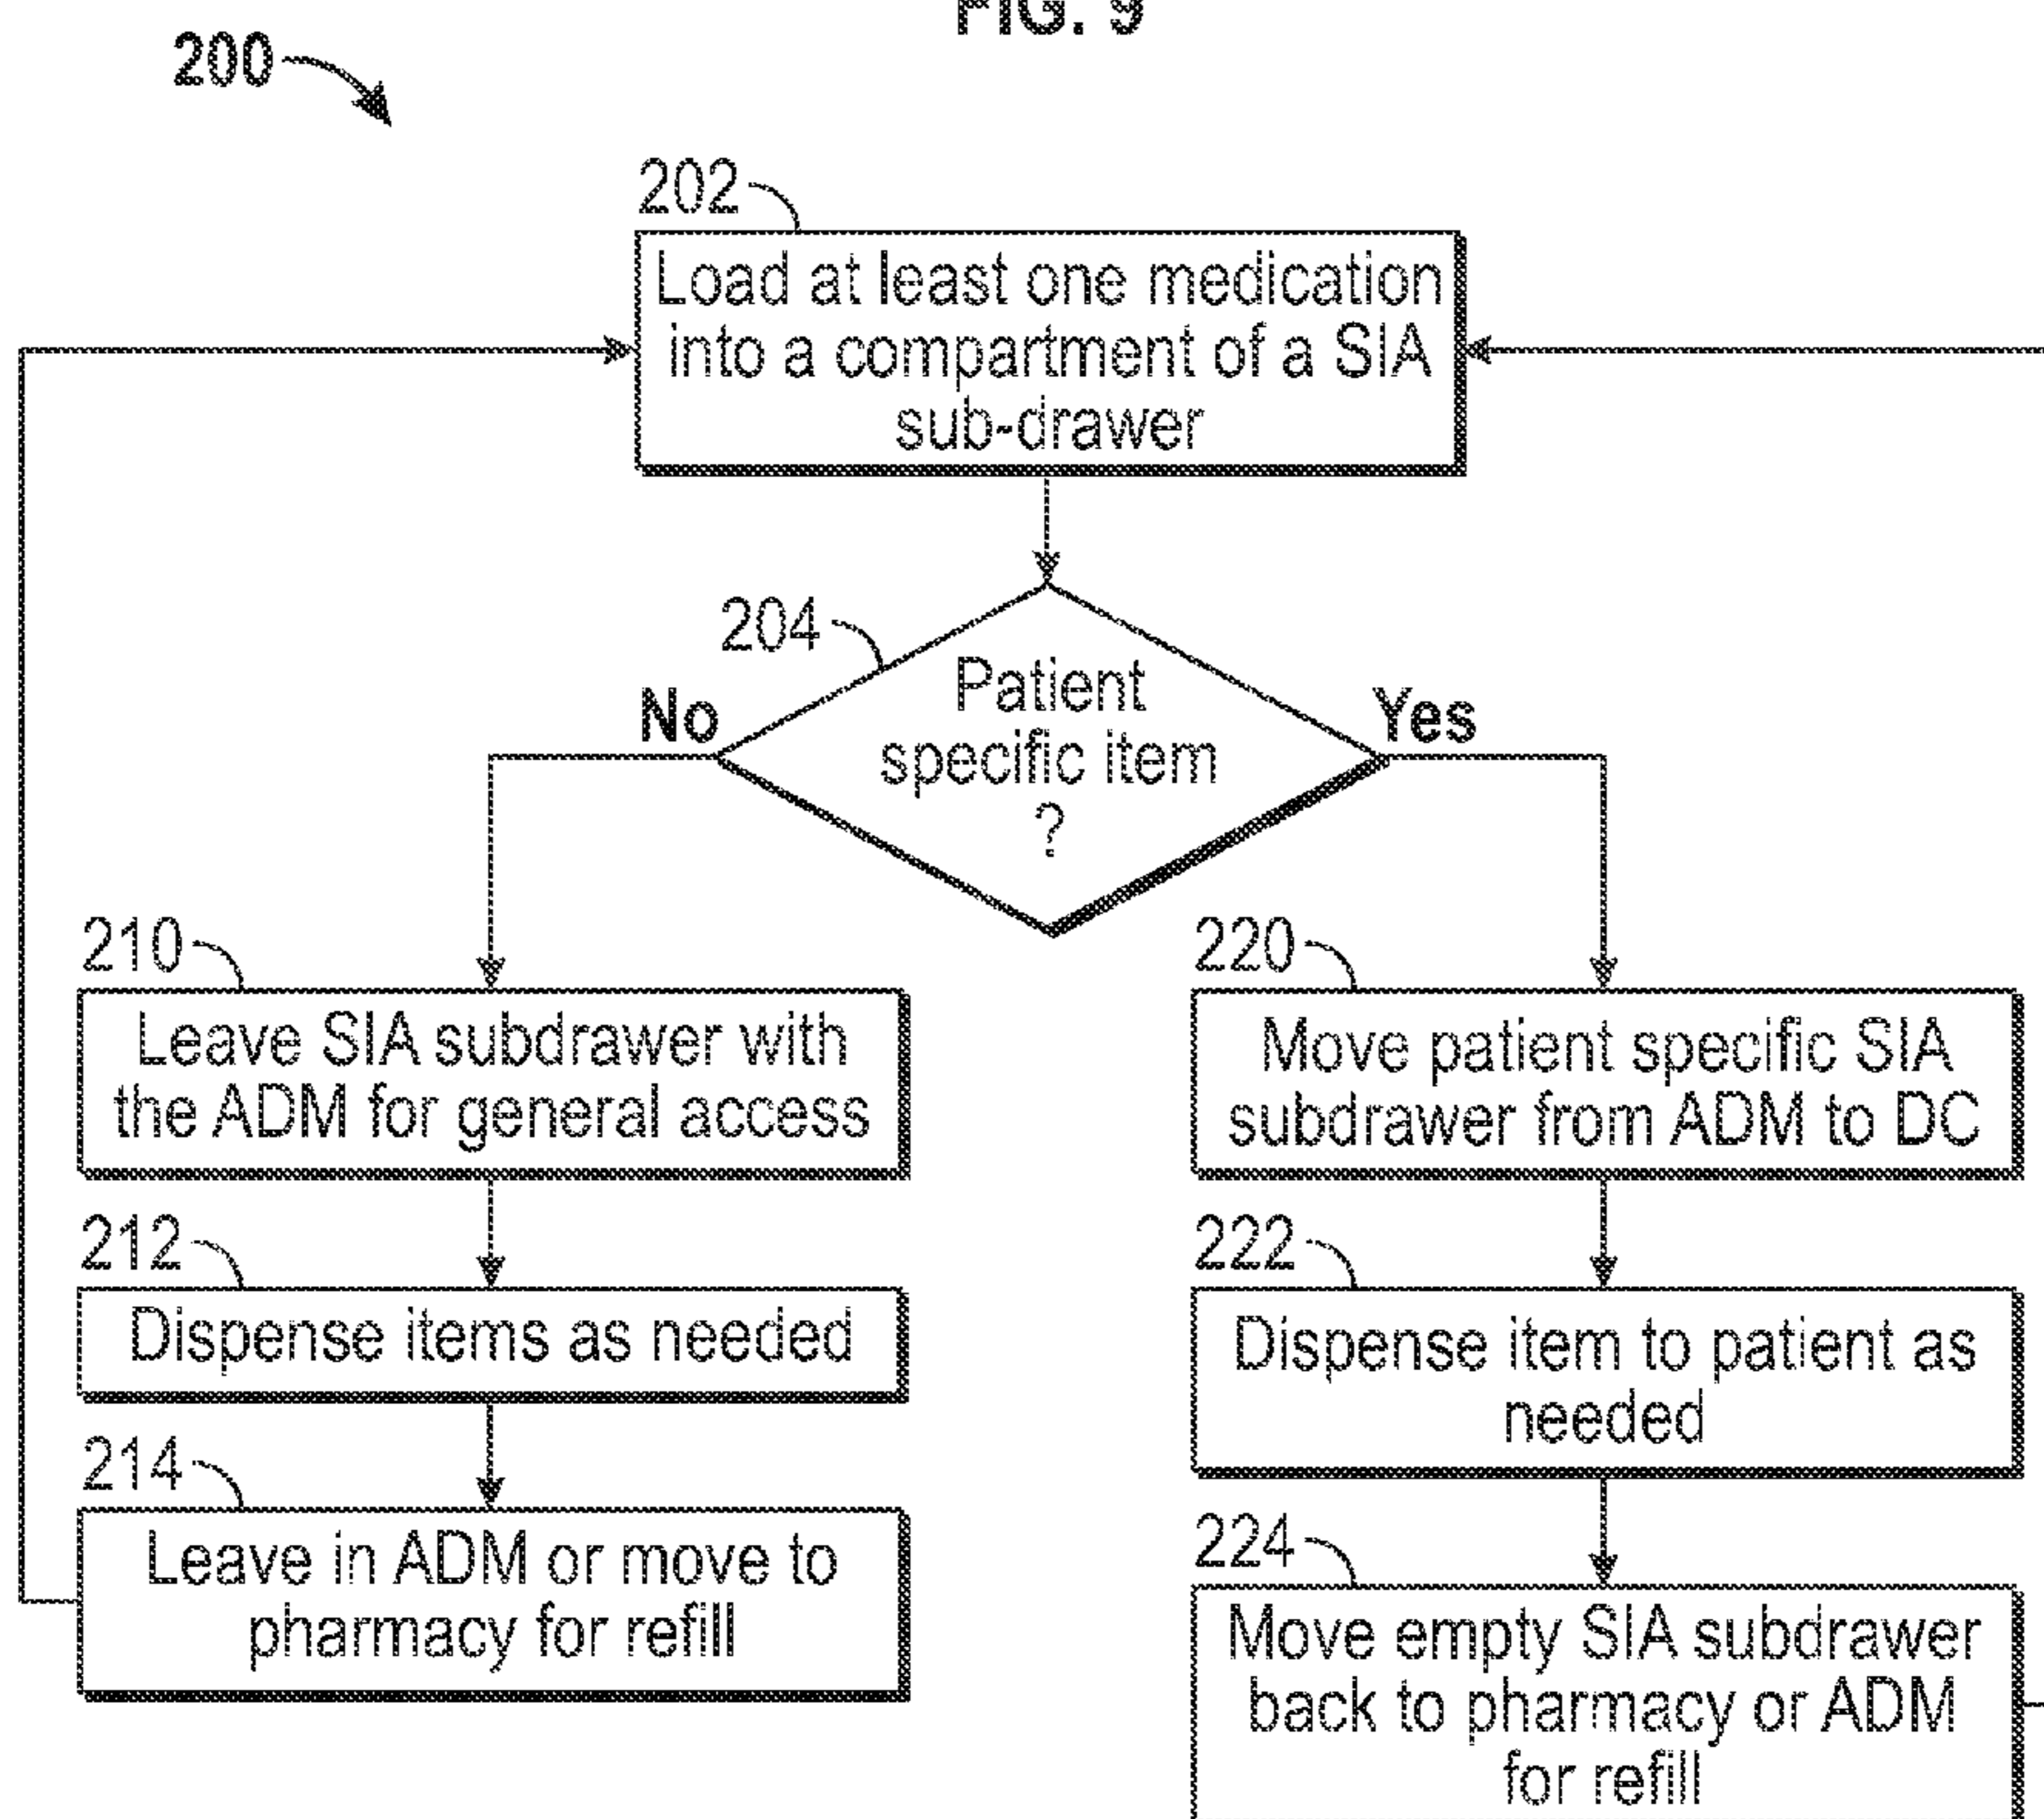 FIG. 9
200
202
Load at least one medication
into a compartment of a SIA
sub-drawer
204
Patient
specific item
?
No
Yes
210
Leave SIA subdrawer with
the ADM for general access
212
Dispense items as needed
214
Leave in ADM or move to
pharmacy for refill
220
Move patient specific SIA
subdrawer from ADM to DC
222
Dispense item to patient as
needed
224
Move empty SIA subdrawer
back to pharmacy or ADM
for refill